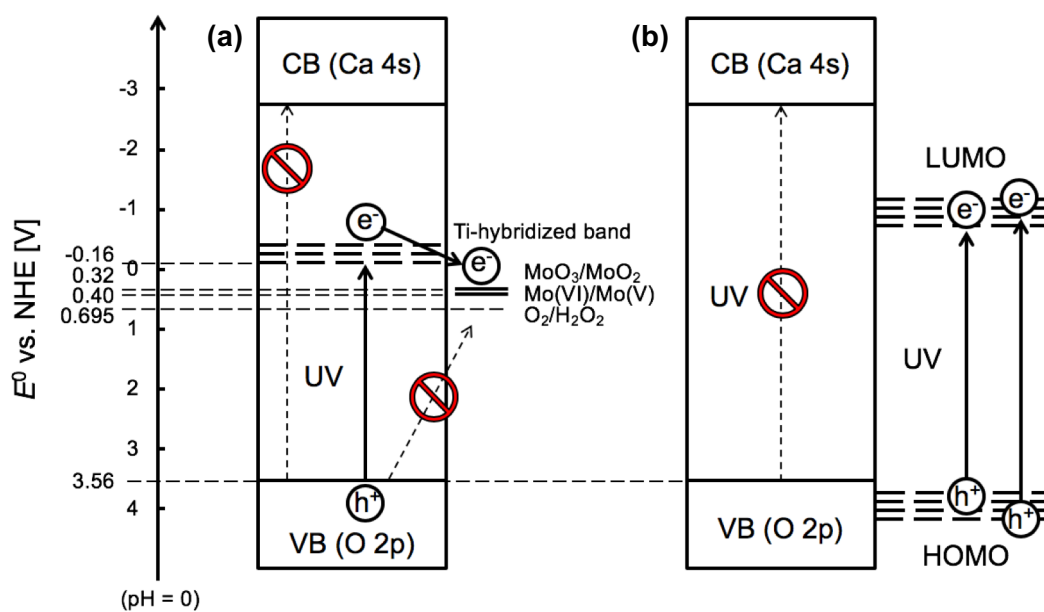 (a)
(b)
CB (Ca 4s)
CB (Ca 4s)
-3
-2
-1
-0.16
0
0.32
0.40
0.695
1
2
3
3.56
4
E⁰ vs. NHE [V]
(pH = 0)
e⁻
Ti-hybridized band
e⁻
MoO₃/MoO₂
Mo(VI)/Mo(V)
O₂/H₂O₂
UV
h⁺
VB (O 2p)
LUMO
e⁻
e⁻
UV
UV
h⁺
h⁺
VB (O 2p)
HOMO